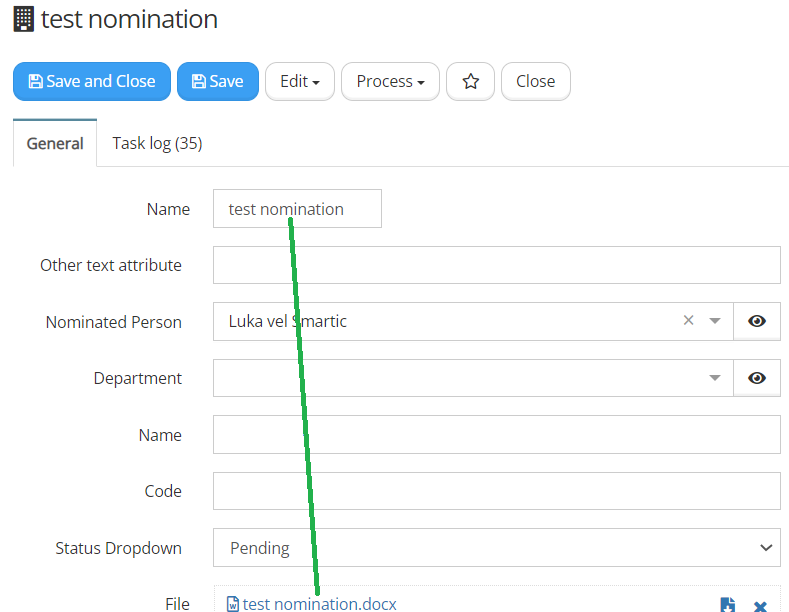 test nomination
Save and Close Save Edit Process Close
General Task log (35)
Name test nomination
Other text attribute
Nominated Person Luka vel Smartic
Department
Name
Code
Status Dropdown Pending
File test nomination.docx